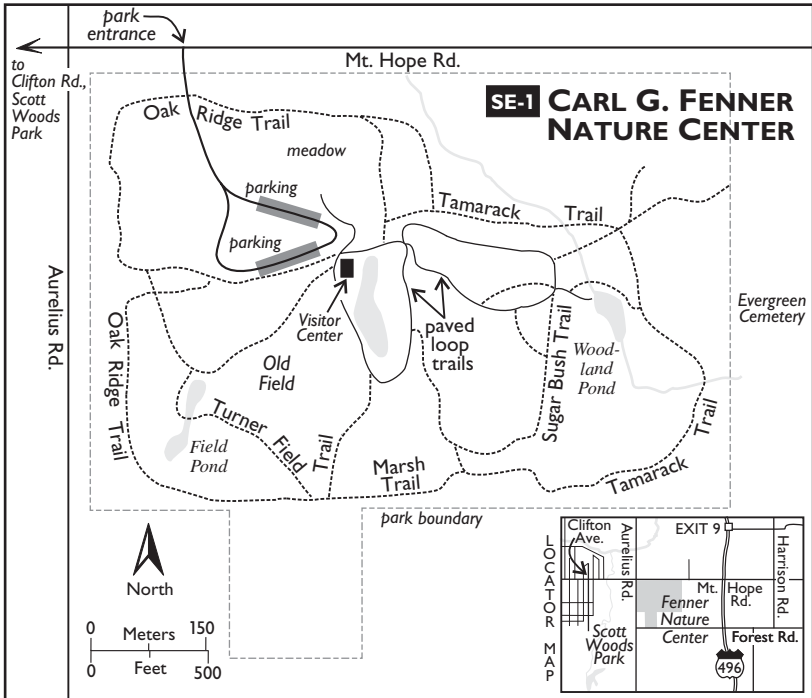 park
entrance
to
Clifton Rd.,
Scott
Woods
Park
Mt. Hope Rd.
SE-1 CARL G. FENNER
NATURE CENTER
Oak Ridge Trail
meadow
parking
parking
Tamarack Trail
Aurelius Rd.
Visitor
Center
paved
loop
trails
Evergreen
Cemetery
Oak Ridge Trail
Old
Field
Sugar Bush Trail
Wood-
land
Pond
Turner Field Trail
Field
Pond
Marsh
Trail
Tamarack Trail
park boundary
North
0 150
Meters
Feet
0 500
LOCATOR MAP
Clifton
Ave.
Aurelius Rd.
EXIT 9
Harrison Rd.
Mt. Hope
Rd.
Fenner
Nature
Center
Forest Rd.
Scott
Woods
Park
496